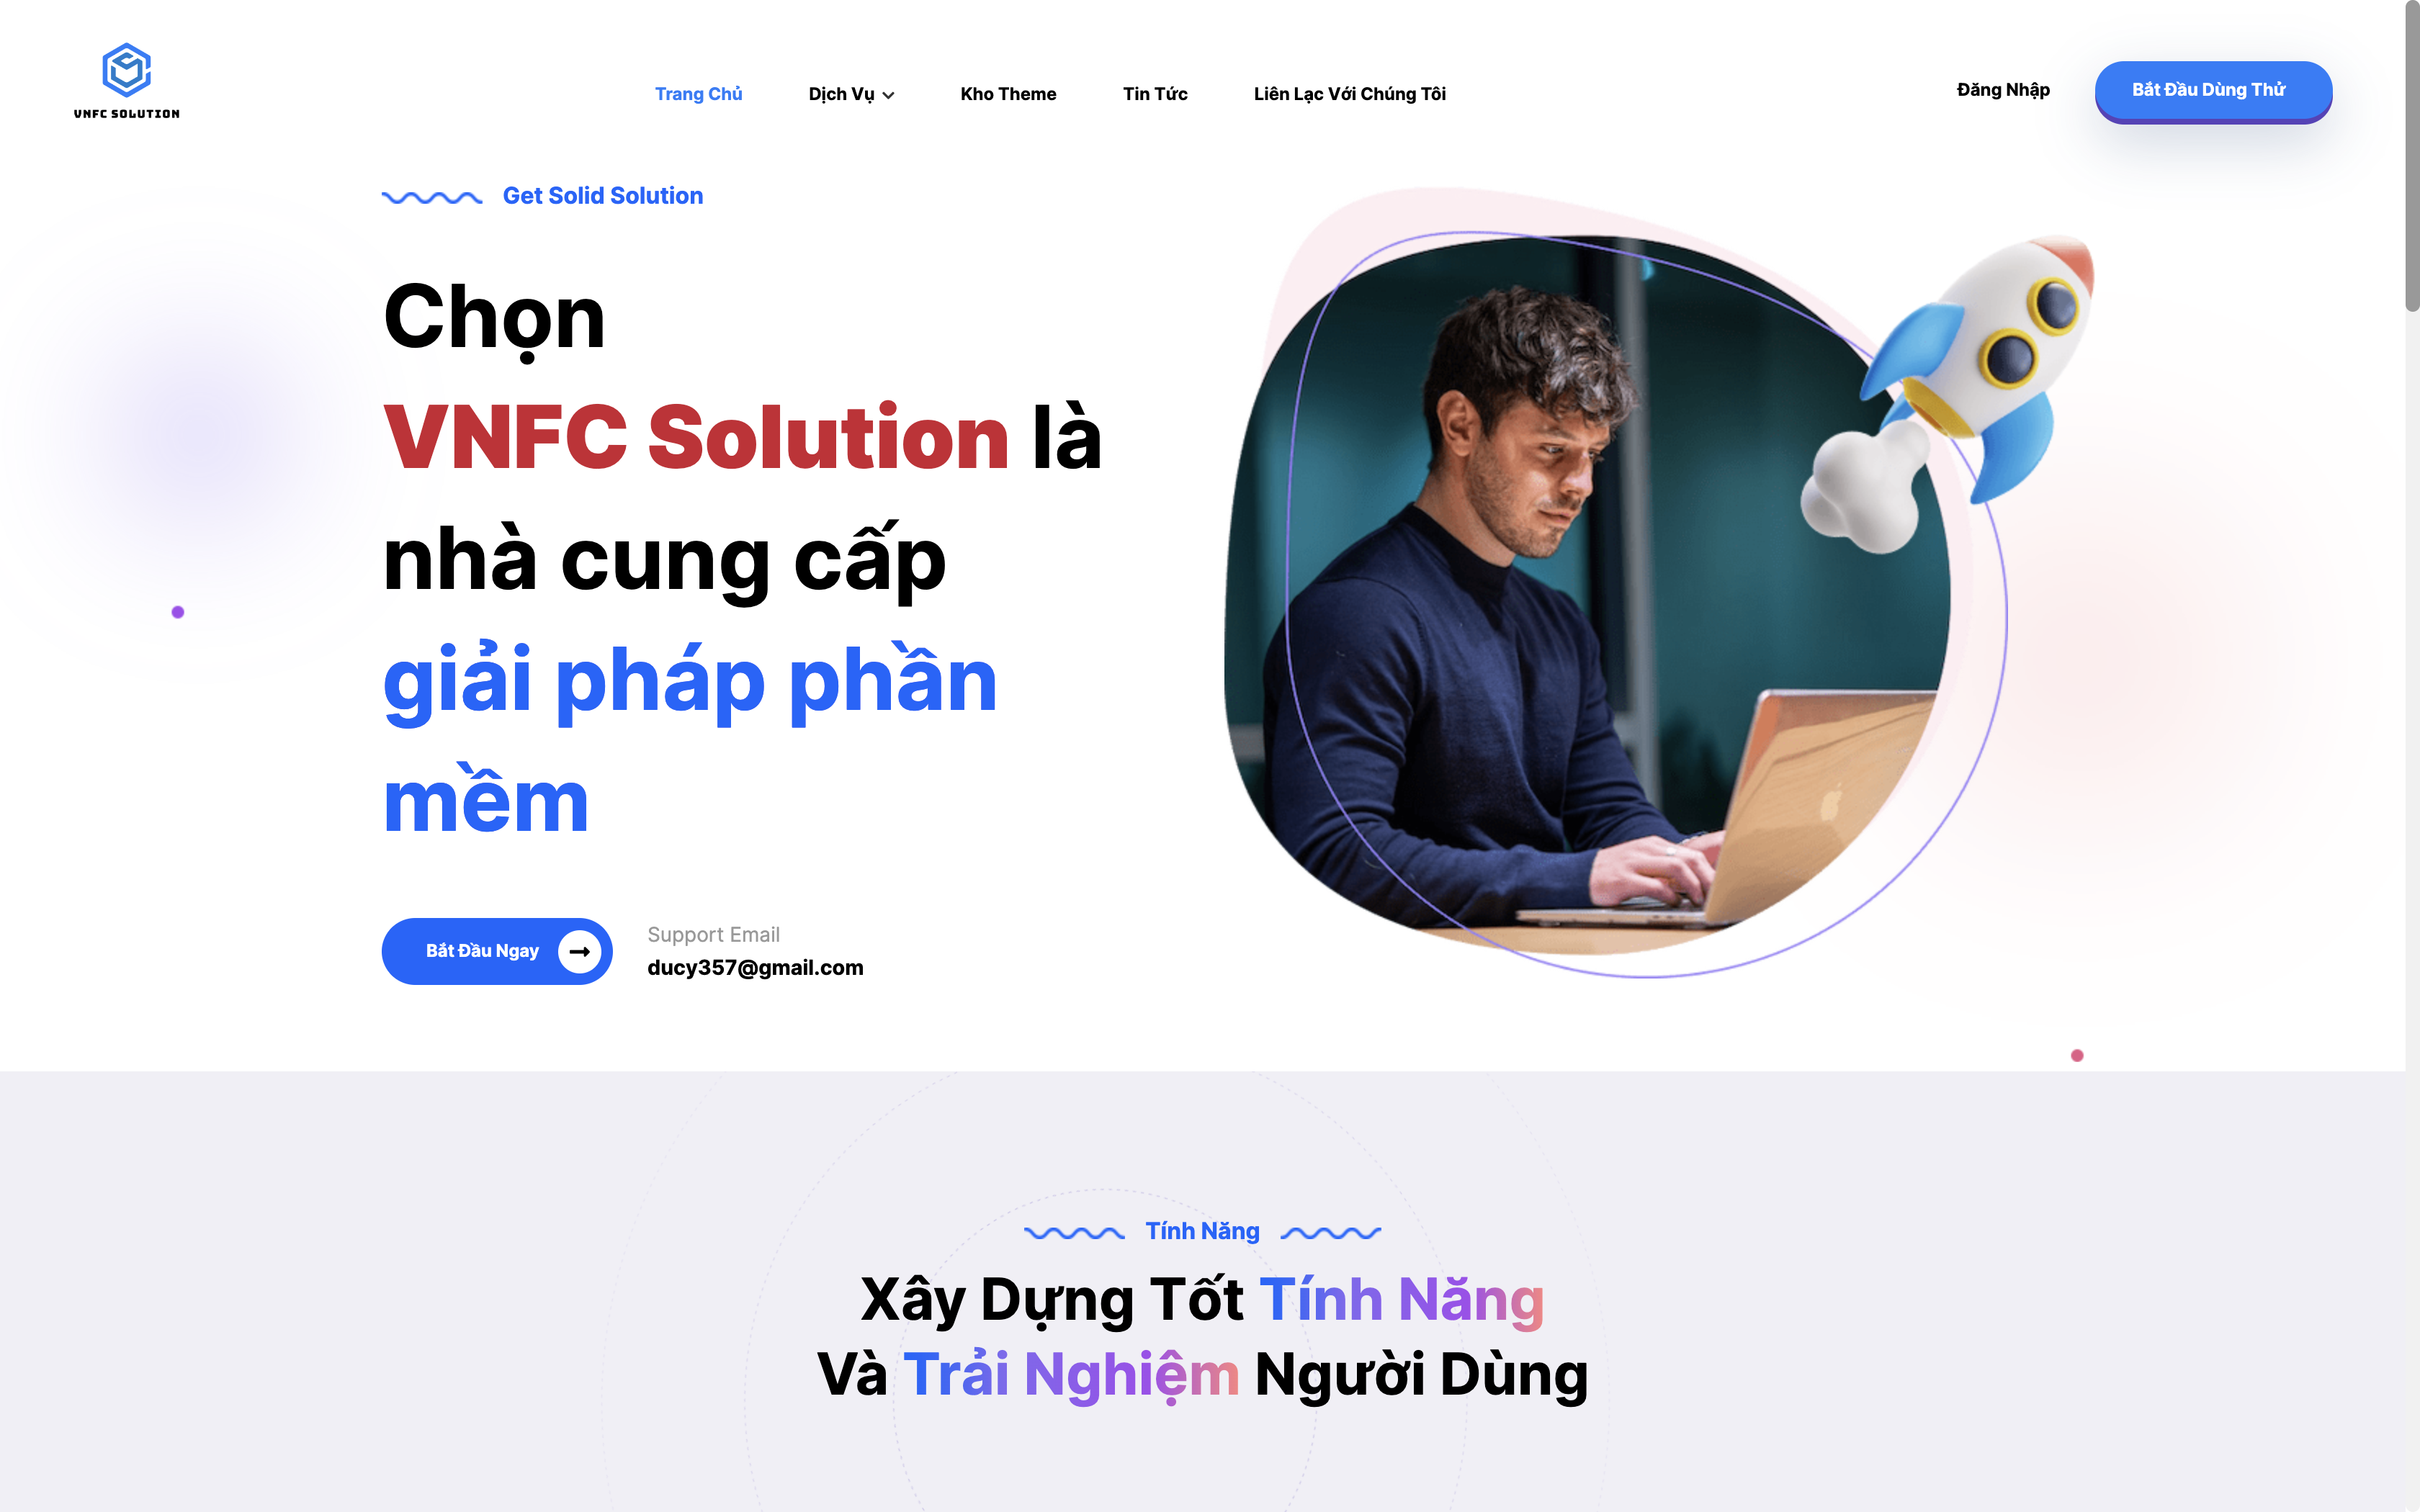 VNFC SOLUTION
Trang Chủ
Dịch Vụ
Kho Theme
Tin Tức
Liên Lạc Với Chúng Tôi
Đăng Nhập
Bắt Đầu Dùng Thử
Get Solid Solution
Chọn
VNFC Solution là
nhà cung cấp
giải pháp phần
mềm
Bắt Đầu Ngay
Support Email
ducy357@gmail.com
Tính Năng
Xây Dựng Tốt Tính Năng
Và Trải Nghiệm Người Dùng